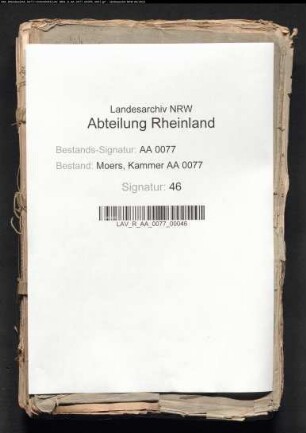 Landesarchiv NRW
Abteilung Rheinland
Bestands-Signatur: AA 0077
Bestand: Moers, Kammer AA 0077
Signatur: 46
LAV_R_AA_0077_00046